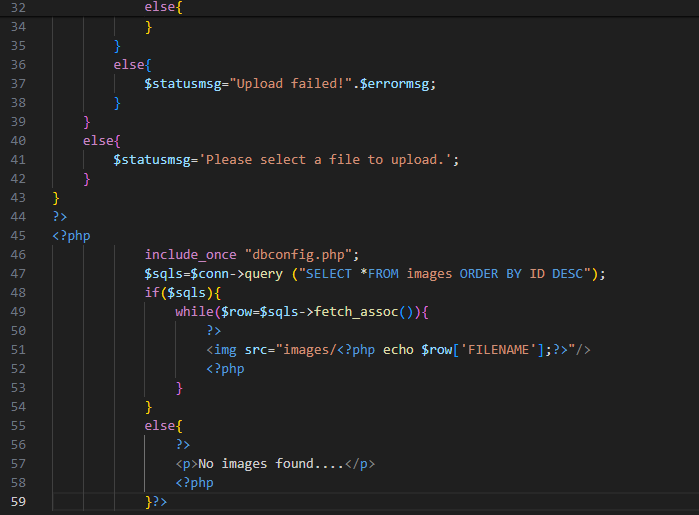 32 else{
34 }
35 }
36 else{
37 $statusmsg="Upload failed!".$errormsg;
38 }
39 }
40 else{
41 $statusmsg='Please select a file to upload.';
42 }
43 }
44 ?>
45 <?php
46 include_once "dbconfig.php";
47 $sqls=$conn->query ("SELECT *FROM images ORDER BY ID DESC");
48 if($sqls){
49 while($row=$sqls->fetch_assoc()){
50 ?>
51 <img src="images/<?php echo $row['FILENAME'];?>"/>
52 <?php
53 }
54 }
55 else{
56 ?>
57 <p>No images found....</p>
58 <?php
59 }?>